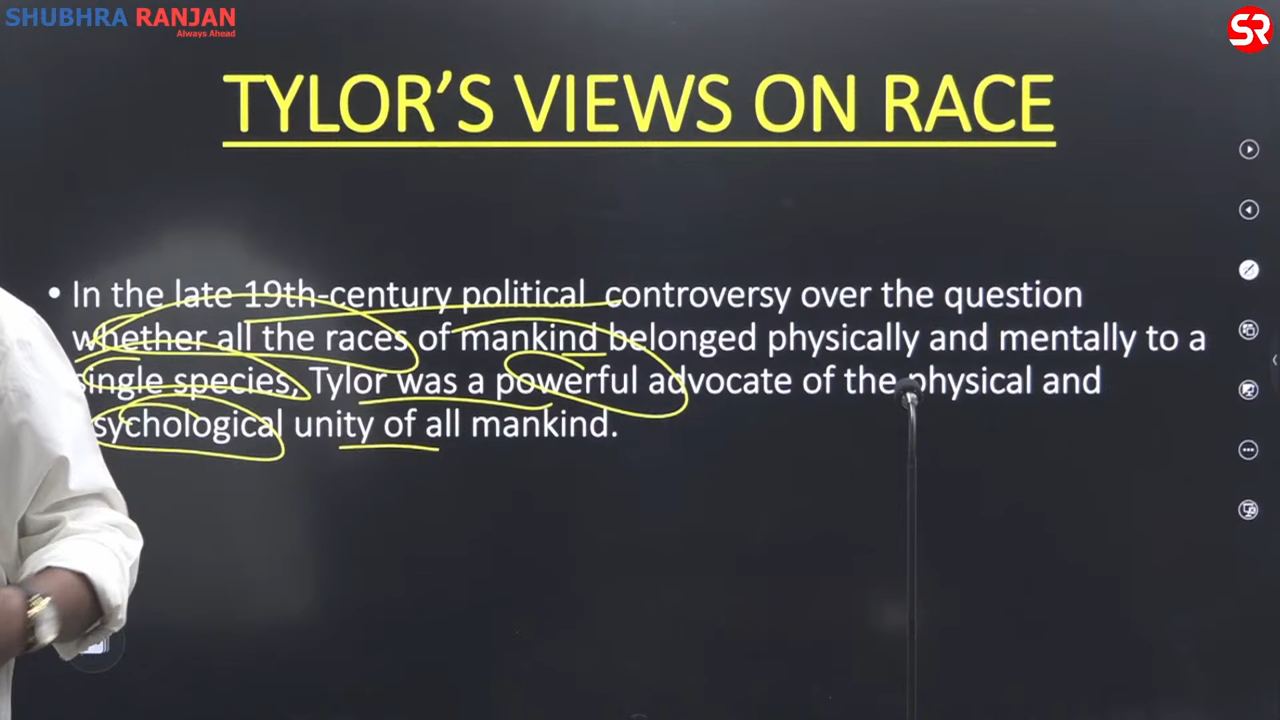 SHUBHRA RANJAN
Always Ahead
SR
TYLOR'S VIEWS ON RACE
• In the late 19th-century political controversy over the question
whether all the races of mankind belonged physically and mentally to a
single species, Tylor was a powerful advocate of the physical and
psychological unity of all mankind.